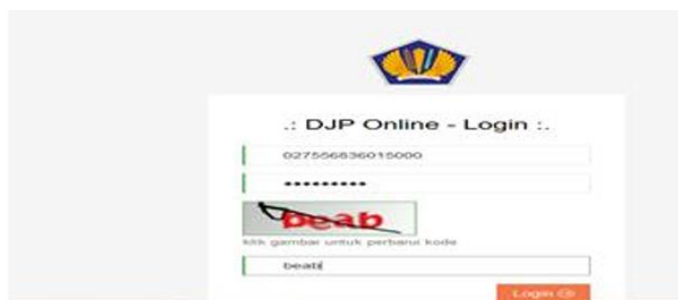 .: DJP Online - Login :.
027556836015000
•••••••••
beab
klik gambar untuk perbarui kode
beab
Login